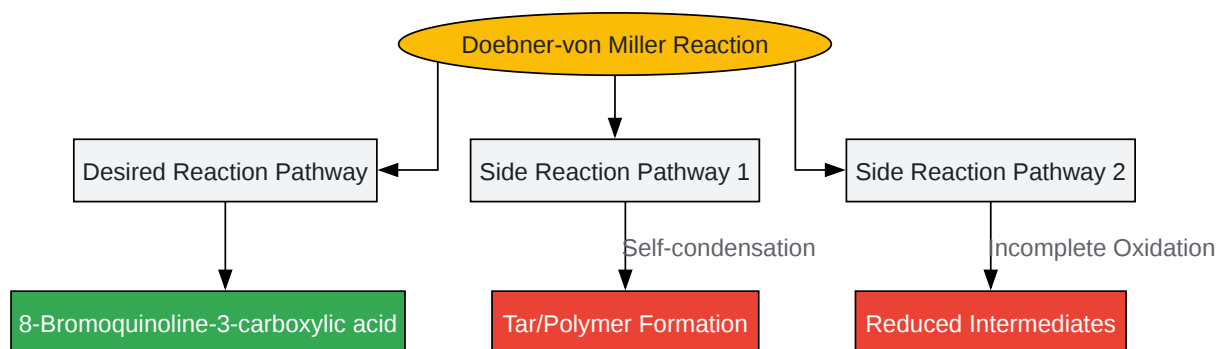 Doebner-von Miller Reaction
Desired Reaction Pathway
Side Reaction Pathway 1
Side Reaction Pathway 2
Self-condensation
Incomplete Oxidation
8-Bromoquinoline-3-carboxylic acid
Tar/Polymer Formation
Reduced Intermediates